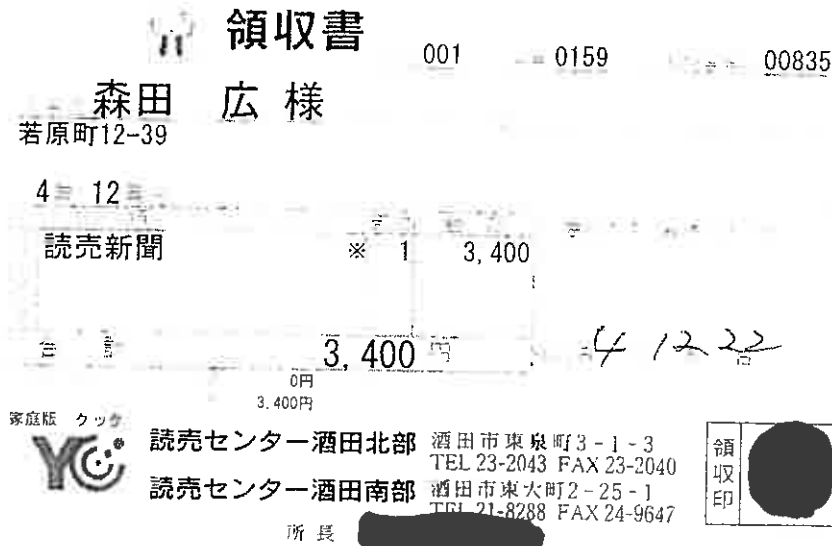 領収書
001 0159 00835
森田 広 様
若原町12-39
4 12
読売新聞 ※ 1 3,400
3,400 円
4 12 22
0円
3.400円
家庭版 クック
YC
読売センター酒田北部 酒田市東泉町3-1-3
TEL 23-2043 FAX 23-2040
読売センター酒田南部 酒田市東大町2-25-1
TEL 21-8288 FAX 24-9647
領収印
所長